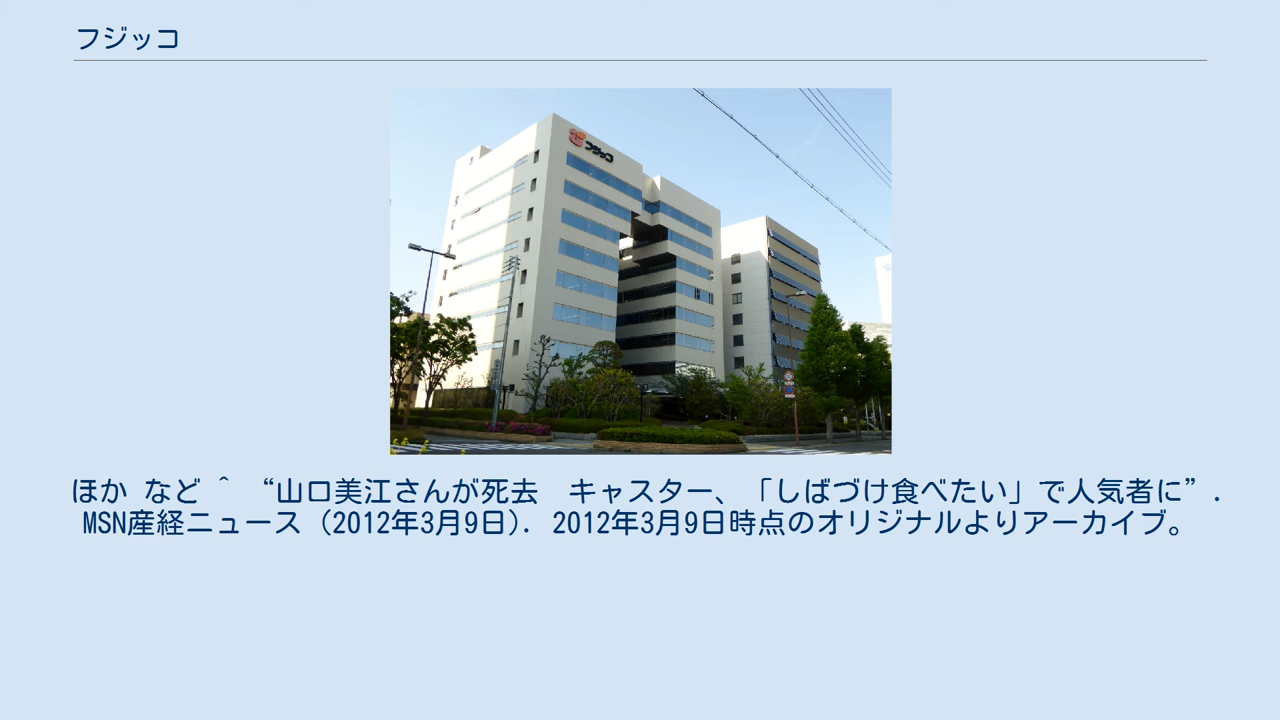 フジッコ
フジッコ
ほか など ^ “山口美江さんが死去　キャスター、「しばづけ食べたい」で人気者に”.
MSN産経ニュース (2012年3月9日). 2012年3月9日時点のオリジナルよりアーカイブ。